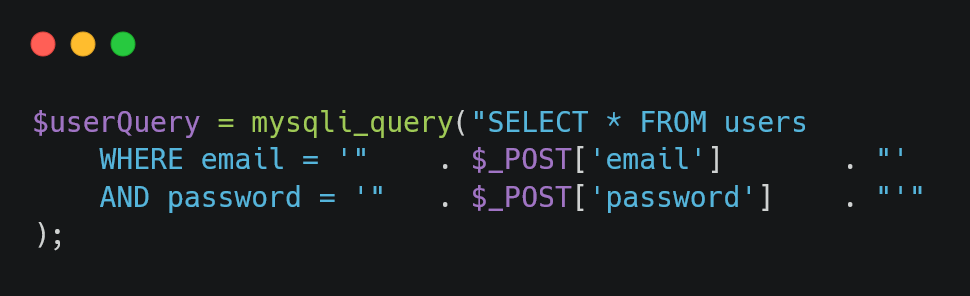 $userQuery = mysqli_query("SELECT * FROM users
    WHERE email = '"    . $_POST['email']       . "'
    AND password = '"   . $_POST['password']    . "'"
);